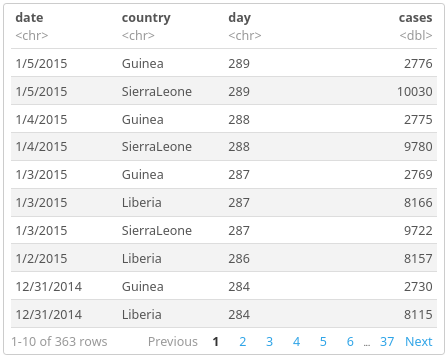 date country day cases
<chr> <chr> <chr> <dbl>
1/5/2015 Guinea 289 2776
1/5/2015 SierraLeone 289 10030
1/4/2015 Guinea 288 2775
1/4/2015 SierraLeone 288 9780
1/3/2015 Guinea 287 2769
1/3/2015 Liberia 287 8166
1/3/2015 SierraLeone 287 9722
1/2/2015 Liberia 286 8157
12/31/2014 Guinea 284 2730
12/31/2014 Liberia 284 8115
1-10 of 363 rows Previous 1 2 3 4 5 6 ... 37 Next